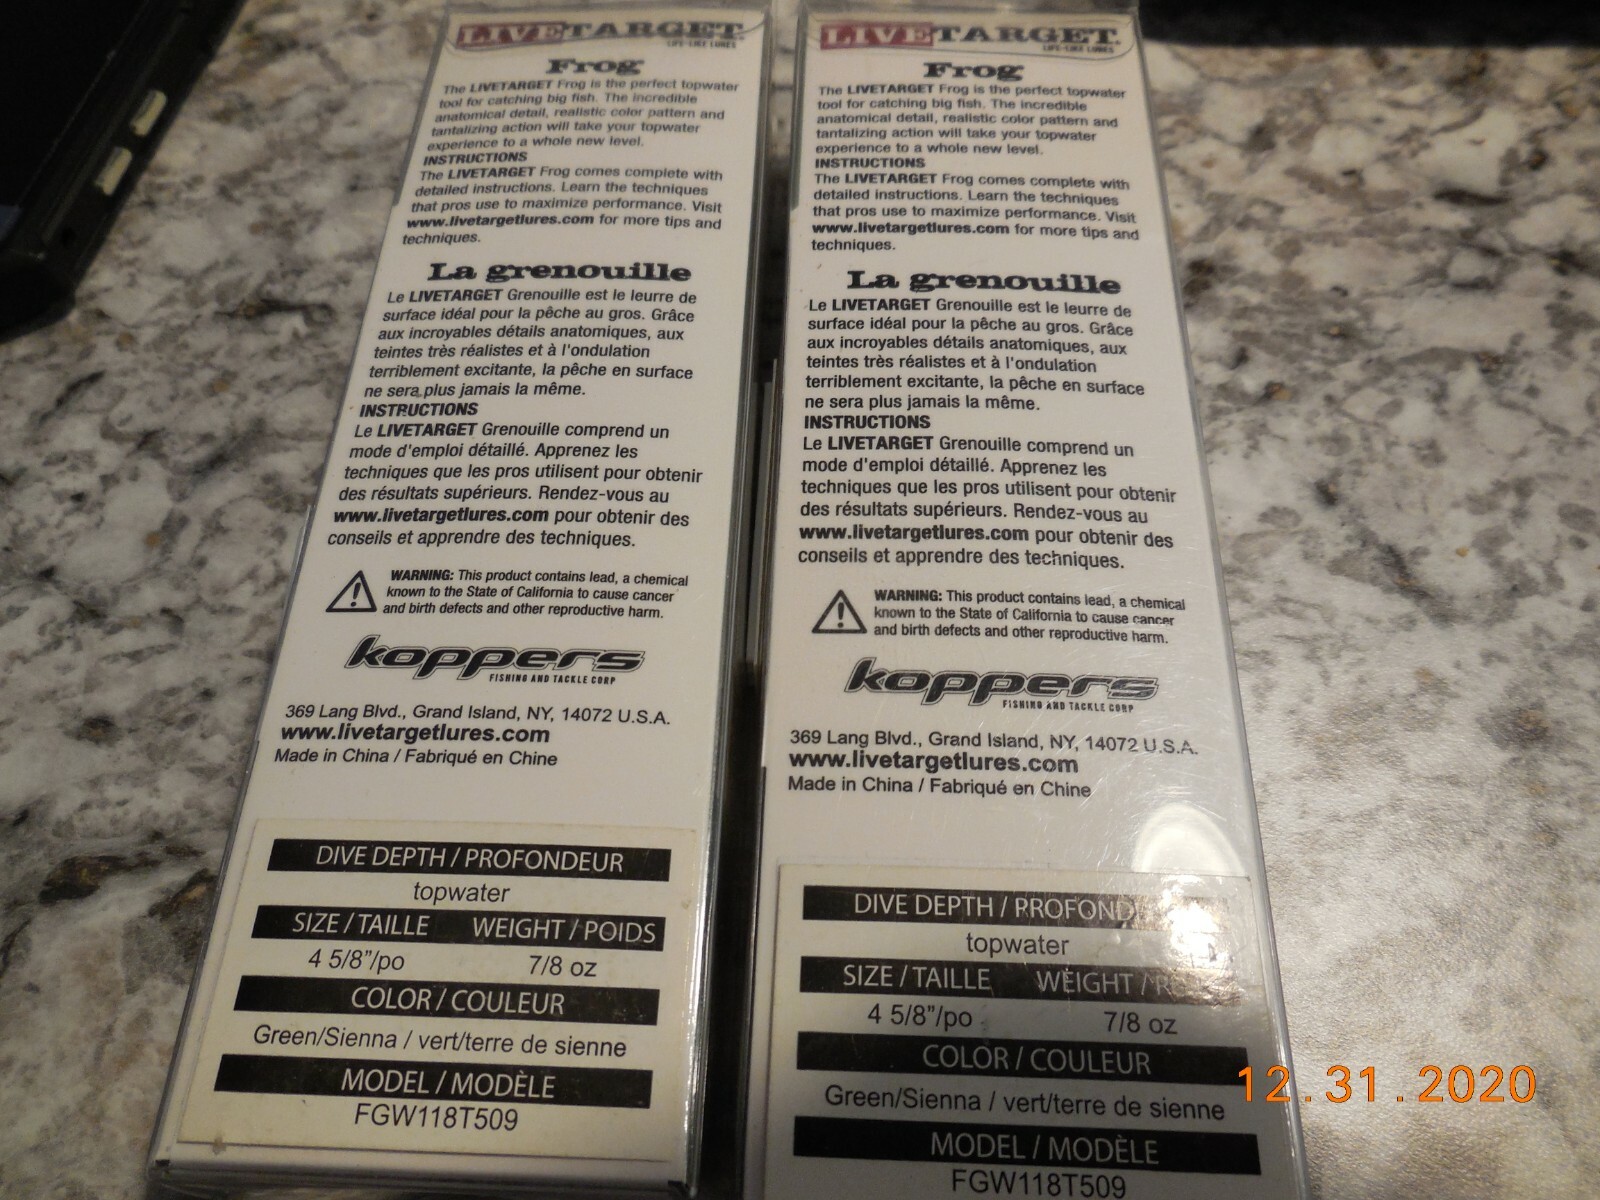 LIVETARGET
LIFE-LIKE LURES
Frog
The LIVETARGET Frog is the perfect topwater
tool for catching big fish. The incredible
anatomical detail, realistic color pattern and
tantalizing action will take your topwater
experience to a whole new level.
INSTRUCTIONS
The LIVETARGET Frog comes complete with
detailed instructions. Learn the techniques
that pros use to maximize performance. Visit
www.livetargetlures.com for more tips and
techniques.
La grenouille
Le LIVETARGET Grenouille est le leurre de
surface idéal pour la pêche au gros. Grâce
aux incroyables détails anatomiques, aux
teintes très réalistes et à l'ondulation
terriblement excitante, la pêche en surface
ne sera plus jamais la même.
INSTRUCTIONS
Le LIVETARGET Grenouille comprend un
mode d'emploi détaillé. Apprenez les
techniques que les pros utilisent pour obtenir
des résultats supérieurs. Rendez-vous au
www.livetargetlures.com pour obtenir des
conseils et apprendre des techniques.
WARNING: This product contains lead, a chemical
known to the State of California to cause cancer
and birth defects and other reproductive harm.
koppers
FISHING AND TACKLE CORP
369 Lang Blvd., Grand Island, NY, 14072 U.S.A.
www.livetargetlures.com
Made in China / Fabriqué en Chine
DIVE DEPTH / PROFONDEUR
topwater
SIZE / TAILLE WEIGHT / POIDS
4 5/8"/po 7/8 oz
COLOR / COULEUR
Green/Sienna / vert/terre de sienne
MODEL / MODÈLE
FGW118T509
LIVETARGET
LIFE-LIKE LURES
Frog
The LIVETARGET Frog is the perfect topwater
tool for catching big fish. The incredible
anatomical detail, realistic color pattern and
tantalizing action will take your topwater
experience to a whole new level.
INSTRUCTIONS
The LIVETARGET Frog comes complete with
detailed instructions. Learn the techniques
that pros use to maximize performance. Visit
www.livetargetlures.com for more tips and
techniques.
La grenouille
Le LIVETARGET Grenouille est le leurre de
surface idéal pour la pêche au gros. Grâce
aux incroyables détails anatomiques, aux
teintes très réalistes et à l'ondulation
terriblement excitante, la pêche en surface
ne sera plus jamais la même.
INSTRUCTIONS
Le LIVETARGET Grenouille comprend un
mode d'emploi détaillé. Apprenez les
techniques que les pros utilisent pour obtenir
des résultats supérieurs. Rendez-vous au
www.livetargetlures.com pour obtenir des
conseils et apprendre des techniques.
WARNING: This product contains lead, a chemical
known to the State of California to cause cancer
and birth defects and other reproductive harm.
koppers
FISHING AND TACKLE CORP
369 Lang Blvd., Grand Island, NY, 14072 U.S.A.
www.livetargetlures.com
Made in China / Fabriqué en Chine
DIVE DEPTH /
topwater
SIZE / TAILLE WEIGHT /
4 5/8"/po 7/8 oz
COLOR / COULEUR
Green/Sienna / vert/terre de sienne
MODEL / MODÈLE
FGW118T509
12.31.2020